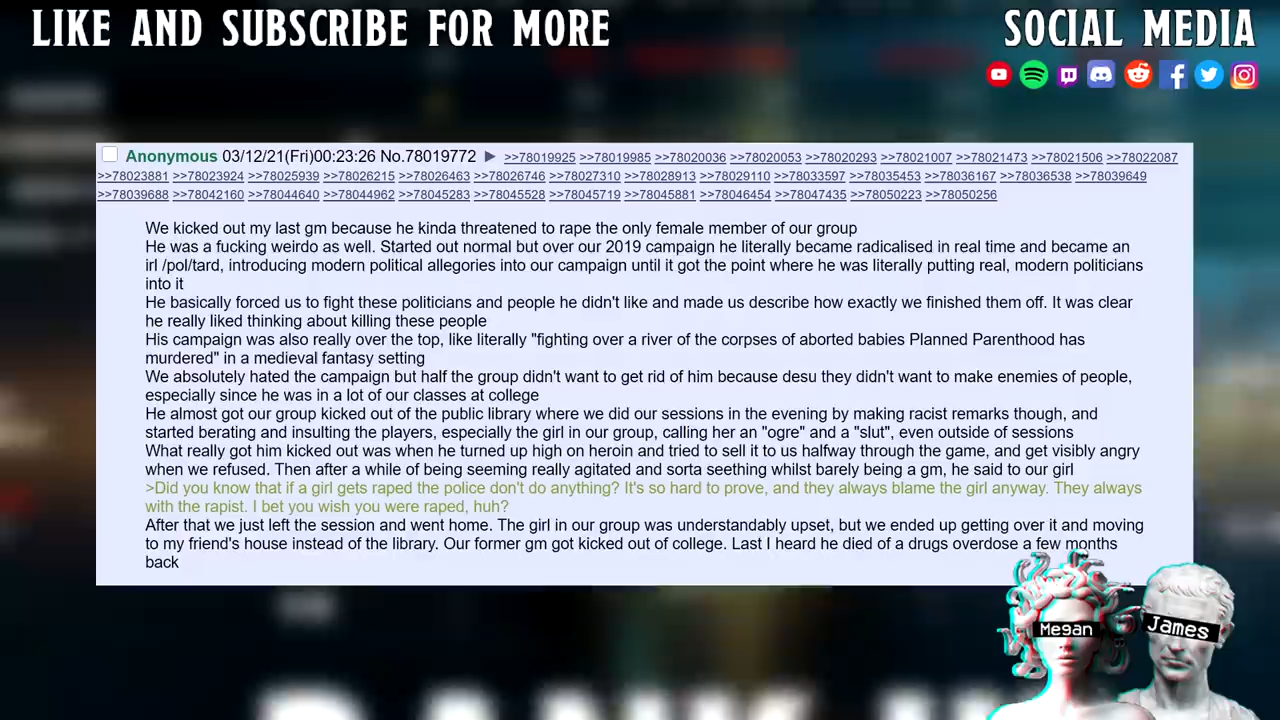 LIKE AND SUBSCRIBE FOR MORE
SOCIAL MEDIA
Anonymous 03/12/21(Fri)00:23:26 No.78019772 ▶ >>78019925 >>78019985 >>78020036 >>78020053 >>78020293 >>78021007 >>78021473 >>78021506 >>78022087
>>78023881 >>78023924 >>78025939 >>78026215 >>78026463 >>78026746 >>78027310 >>78028913 >>78029110 >>78033597 >>78035453 >>78036167 >>78036538 >>78039649
>>78039688 >>78042160 >>78044640 >>78044962 >>78045283 >>78045528 >>78045719 >>78045881 >>78046454 >>78047435 >>78050223 >>78050256
We kicked out my last gm because he kinda threatened to rape the only female member of our group
He was a fucking weirdo as well. Started out normal but over our 2019 campaign he literally became radicalised in real time and became an
irl /pol/tard, introducing modern political allegories into our campaign until it got the point where he was literally putting real, modern politicians
into it
He basically forced us to fight these politicians and people he didn't like and made us describe how exactly we finished them off. It was clear
he really liked thinking about killing these people
His campaign was also really over the top, like literally "fighting over a river of the corpses of aborted babies Planned Parenthood has
murdered" in a medieval fantasy setting
We absolutely hated the campaign but half the group didn't want to get rid of him because desu they didn't want to make enemies of people,
especially since he was in a lot of our classes at college
He almost got our group kicked out of the public library where we did our sessions in the evening by making racist remarks though, and
started berating and insulting the players, especially the girl in our group, calling her an "ogre" and a "slut", even outside of sessions
What really got him kicked out was when he turned up high on heroin and tried to sell it to us halfway through the game, and get visibly angry
when we refused. Then after a while of being seeming really agitated and sorta seething whilst barely being a gm, he said to our girl
>Did you know that if a girl gets raped the police don't do anything? It's so hard to prove, and they always blame the girl anyway. They always
with the rapist. I bet you wish you were raped, huh?
After that we just left the session and went home. The girl in our group was understandably upset, but we ended up getting over it and moving
to my friend's house instead of the library. Our former gm got kicked out of college. Last I heard he died of a drugs overdose a few months
back
Megan
James